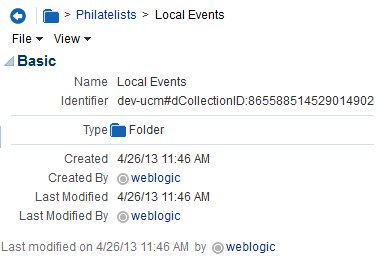 > Philatelists > Local Events
File View
Basic
Name Local Events
Identifier dev-ucm#dCollectionID:865588514529014902
Type Folder
Created 4/26/13 11:46 AM
Created By weblogic
Last Modified 4/26/13 11:46 AM
Last Modified By weblogic
Last modified on 4/26/13 11:46 AM by weblogic